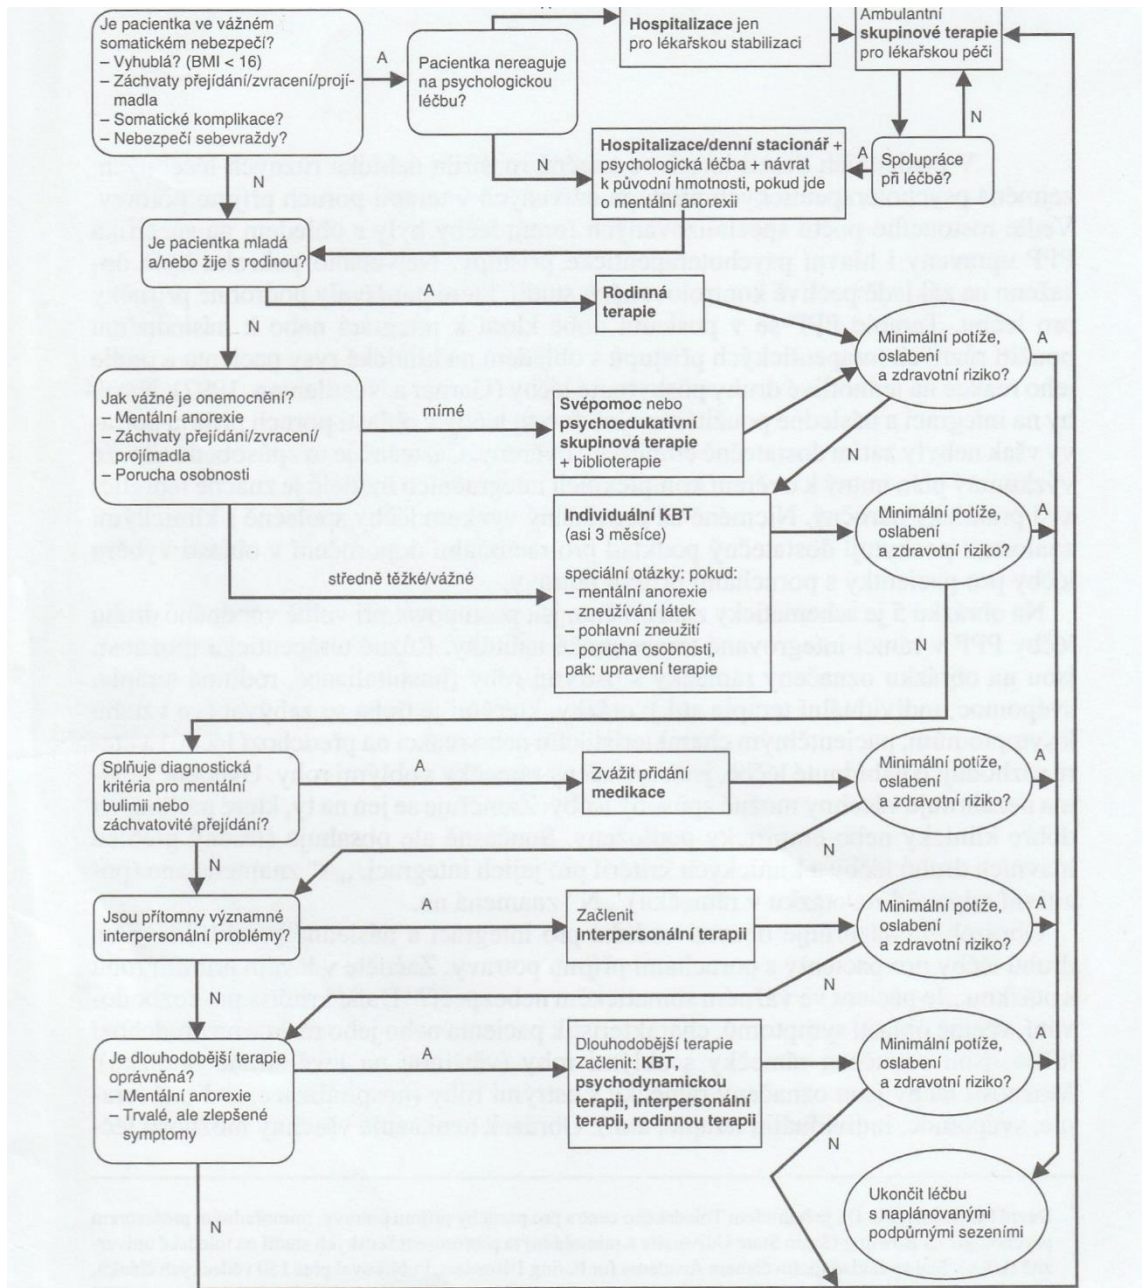 Je pacientka ve vážném
somatickém nebezpečí?
– Vyhublá? (BMI < 16)
– Záchvaty přejídání/zvracení/projí-
madla
– Somatické komplikace?
– Nebezpečí sebevraždy?
A
Pacientka nereaguje
na psychologickou
léčbu?
Hospitalizace jen
pro lékařskou stabilizaci
Ambulantní
skupinové terapie
pro lékařskou péči
N
N
N
Hospitalizace/denní stacionář +
psychologická léčba + návrat
k původní hmotnosti, pokud jde
o mentální anorexii
A
Spolupráce
při léčbě?
Je pacientka mladá
a/nebo žije s rodinou?
A
Rodinná
terapie
N
Minimální potíže,
oslabení
a zdravotní riziko?
A
Jak vážné je onemocnění?
– Mentální anorexie
– Záchvaty přejídání/zvracení/
projímadla
– Porucha osobnosti
mírné
Svépomoc nebo
psychoedukativní
skupinová terapie
+ biblioterapie
N
středně těžké/vážné
Individuální KBT
(asi 3 měsíce)
speciální otázky; pokud:
– mentální anorexie
– zneužívání látek
– pohlavní zneužití
– porucha osobnosti,
pak: upravení terapie
Minimální potíže,
oslabení
a zdravotní riziko?
A
N
Splňuje diagnostická
kritéria pro mentální
bulimii nebo
záchvatovité přejídání?
A
Zvážit přidání
medikace
Minimální potíže,
oslabení
a zdravotní riziko?
A
N
N
Jsou přítomny významné
interpersonální problémy?
A
Začlenit
interpersonální terapii
Minimální potíže,
oslabení
a zdravotní riziko?
A
N
N
Je dlouhodobější terapie
oprávněná?
– Mentální anorexie
– Trvalé, ale zlepšené
symptomy
A
Dlouhodobější terapie
Začlenit KBT,
psychodynamickou
terapii, interpersonální
terapii, rodinnou terapii
Minimální potíže,
oslabení
a zdravotní riziko?
A
N
N
Ukončit léčbu
s naplánovanými
podpůrnými sezeními